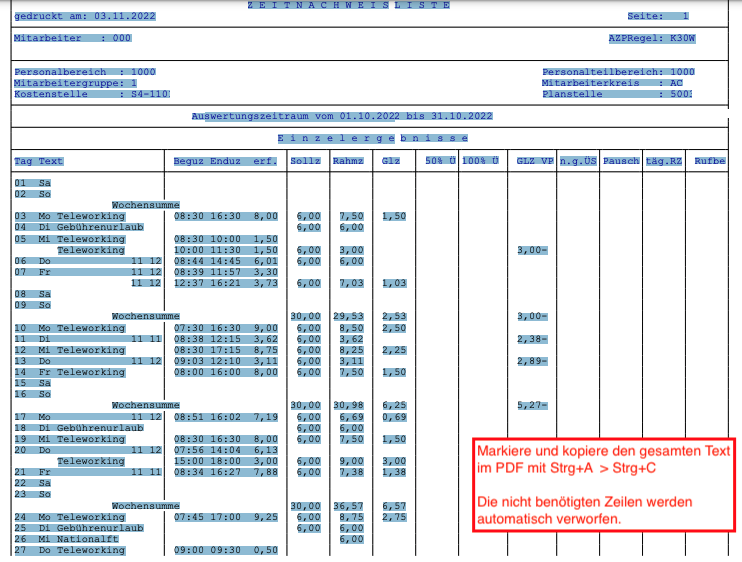 Z E I T N A C H W E I S L I S T E
gedruckt am: 03.11.2022 Seite: 1
Mitarbeiter : 000 AZPRegel: K30W
Personalbereich : 1000 Personalteilbereich: 1000
Mitarbeitergruppe: 1 Mitarbeiterkreis : AC
Kostenstelle : S4-110 Planstelle : 500
Auswertungszeitraum vom 01.10.2022 bis 31.10.2022
E i n z e l e r g e b n i s s e
Tag Text Beguz Enduz erf. Sollz Rahmz Glz 50% Ü 100% Ü GLZ VP n.g.ÜS Pausch täg.RZ Rufbe
01 Sa
02 So
Wochensumme
03 Mo Teleworking 08:30 16:30 8,00 6,00 7,50 1,50
04 Di Gebührenurlaub 6,00 6,00
05 Mi Teleworking 08:30 10:00 1,50
Teleworking 10:00 11:30 1,50 6,00 3,00 3,00-
06 Do 11 12 08:44 14:45 6,01 6,00 6,00
07 Fr 11 12 08:39 11:57 3,30
11 12 12:37 16:21 3,73 6,00 7,03 1,03
08 Sa
09 So
Wochensumme 30,00 29,53 2,53 3,00-
10 Mo Teleworking 07:30 16:30 9,00 6,00 8,50 2,50
11 Di 11 11 08:38 12:15 3,62 6,00 3,62 2,38-
12 Mi Teleworking 08:30 17:15 8,75 6,00 8,25 2,25
13 Do 11 12 09:03 12:10 3,11 6,00 3,11 2,89-
14 Fr Teleworking 08:00 16:00 8,00 6,00 7,50 1,50
15 Sa
16 So
Wochensumme 30,00 30,98 6,25 5,27-
17 Mo 11 12 08:51 16:02 7,19 6,00 6,69 0,69
18 Di Gebührenurlaub 6,00 6,00
19 Mi Teleworking 08:30 16:30 8,00 6,00 7,50 1,50
20 Do 11 12 07:56 14:04 6,13
Teleworking 15:00 18:00 3,00 6,00 9,00 3,00
21 Fr 11 11 08:34 16:27 7,88 6,00 7,38 1,38
22 Sa
23 So
Wochensumme 30,00 36,57 6,57
24 Mo Teleworking 07:45 17:00 9,25 6,00 8,75 2,75
25 Di Gebührenurlaub 6,00 6,00
26 Mi Nationalft 6,00
27 Do Teleworking 09:00 09:30 0,50
Markiere und kopiere den gesamten Text
im PDF mit Strg+A > Strg+C
Die nicht benötigten Zeilen werden
automatisch verworfen.